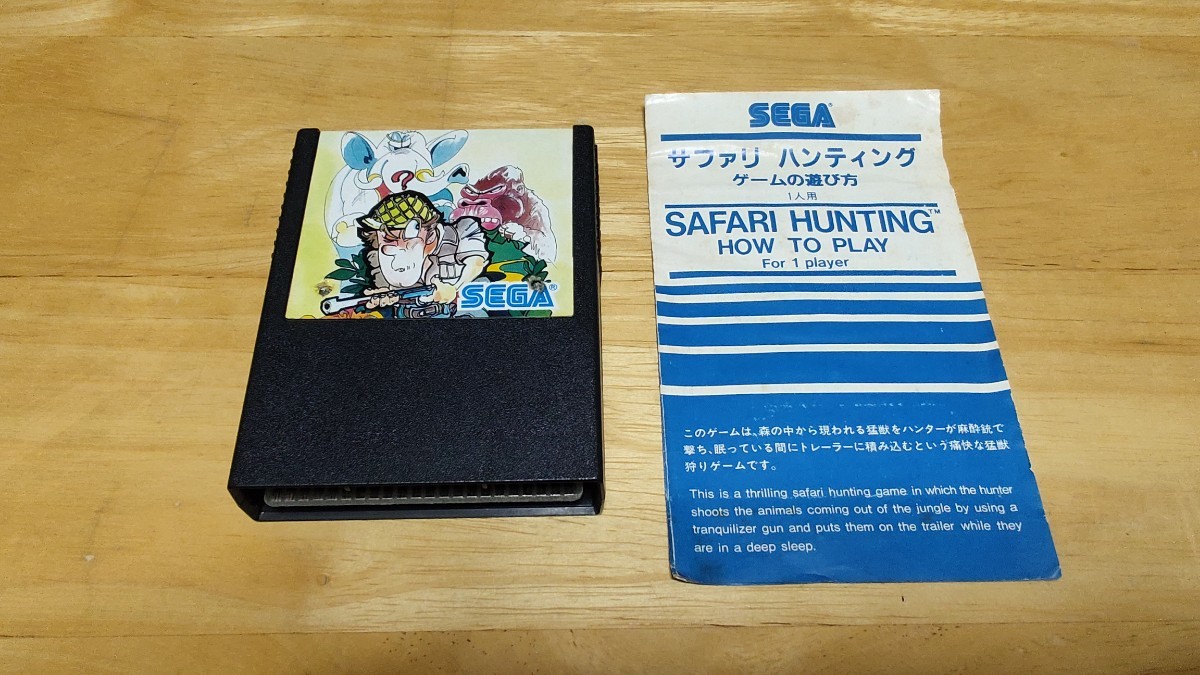 ?
SEGA®
SEGA®
サファリ ハンティング
ゲームの遊び方
1人用
SAFARI HUNTING™
HOW TO PLAY
For 1 player
このゲームは、森の中から現われる猛獣をハンターが麻酔銃で
撃ち、眠っている間にトレーラーに積み込むという痛快な猛獣
狩りゲームです。
This is a thrilling safari hunting game in which the hunter
shoots the animals coming out of the jungle by using a
tranquilizer gun and puts them on the trailer while they
are in a deep sleep.